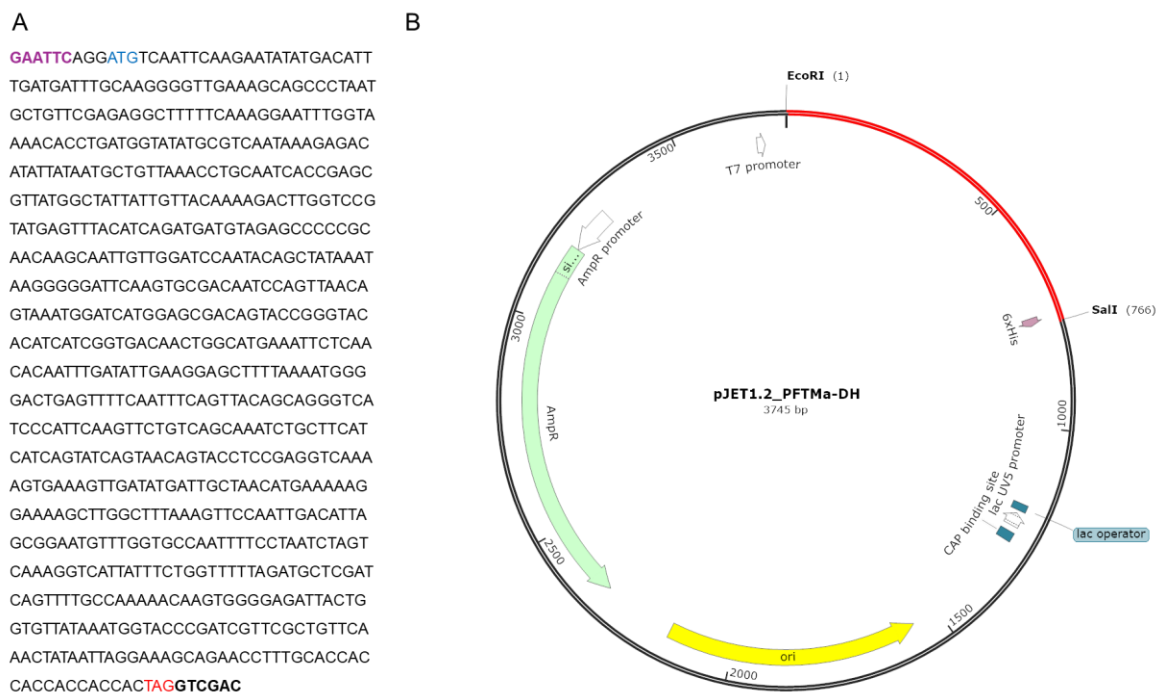 A
GAATTCAGGATGTCAATTCAAGAATATATGACATT
TGATGATTTGCAAGGGGTTGAAAGCAGCCCTAAT
GCTGTTCGAGAGGCTTTTTCAAAGGAATTTGGTA
AAACACCTGATGGTATATGCGTCAATAAAGAGAC
ATATTATAATGCTGTTAAACCTGCAATCACCGAGC
GTTATGGCTATTATTGTTACAAAAGACTTGGTCCG
TATGAGTTTACATCAGATGATGTAGAGCCCCCGC
AACAAGCAATTGTTGGATCCAATACAGCTATAAAT
AAGGGGGATTCAAGTGCGACAATCCAGTTAACA
GTAAATGGATCATGGAGCGACAGTACCGGGTAC
ACATCATCGGTGACAACTGGCATGAAATTCTCAA
CACAATTTGATATTGAAGGAGCTTTTAAAATGGG
GACTGAGTTTTCAATTTCAGTTACAGCAGGGTCA
TCCCATTCAAGTTCTGTCAGCAAATCTGCTTCAT
CATCAGTATCAGTAACAGTACCTCCGAGGTCAAA
AGTGAAAGTTGATATGATTGCTAACATGAAAAAG
GAAAAGCTTGGCTTTAAAGTTCCAATTGACATTA
GCGGAATGTTTGGTGCCAATTTTCCTAATCTAGT
CAAAGGTCATTATTTCTGGTTTTTAGATGCTCGAT
CAGTTTTGCCAAAAACAAGTGGGGAGATTACTG
GTGTTATAAATGGTACCCGATCGTTCGCTGTTCA
AACTATAATTAGGAAAGCAGAACCTTTGCACCAC
CACCACCACCACTAGGTCGAC
B
EcoRI (1)
T7 promoter
3500
500
AmpR promoter
si...
3000
SalI (766)
6xHis
pJET1.2_PFTMa-DH
3745 bp
AmpR
1000
CAP binding site
lac UV5 promoter
lac operator
2500
1500
ori
2000